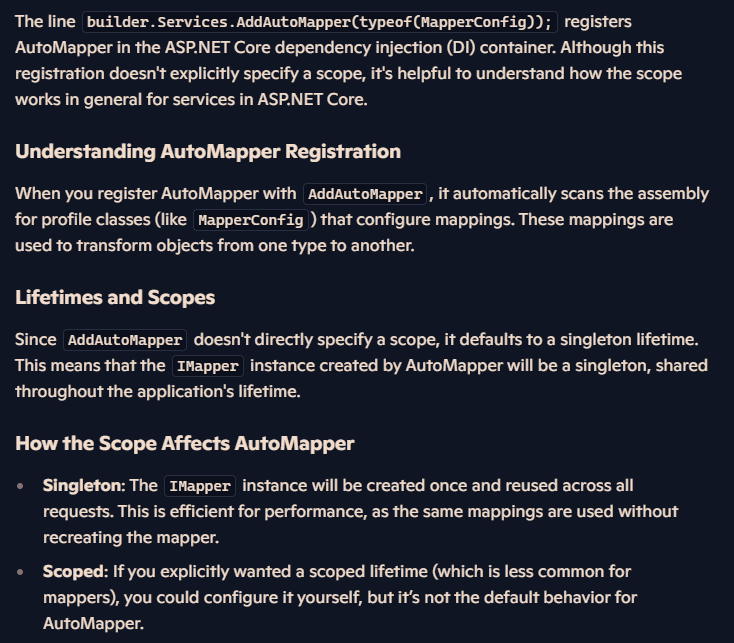 The line builder.Services.AddAutoMapper(typeof(MapperConfig)); registers
AutoMapper in the ASP.NET Core dependency injection (DI) container. Although this
registration doesn't explicitly specify a scope, it's helpful to understand how the scope
works in general for services in ASP.NET Core.
Understanding AutoMapper Registration
When you register AutoMapper with AddAutoMapper, it automatically scans the assembly
for profile classes (like MapperConfig) that configure mappings. These mappings are
used to transform objects from one type to another.
Lifetimes and Scopes
Since AddAutoMapper doesn't directly specify a scope, it defaults to a singleton lifetime.
This means that the IMapper instance created by AutoMapper will be a singleton, shared
throughout the application's lifetime.
How the Scope Affects AutoMapper
• Singleton: The IMapper instance will be created once and reused across all
requests. This is efficient for performance, as the same mappings are used without
recreating the mapper.
• Scoped: If you explicitly wanted a scoped lifetime (which is less common for
mappers), you could configure it yourself, but it’s not the default behavior for
AutoMapper.